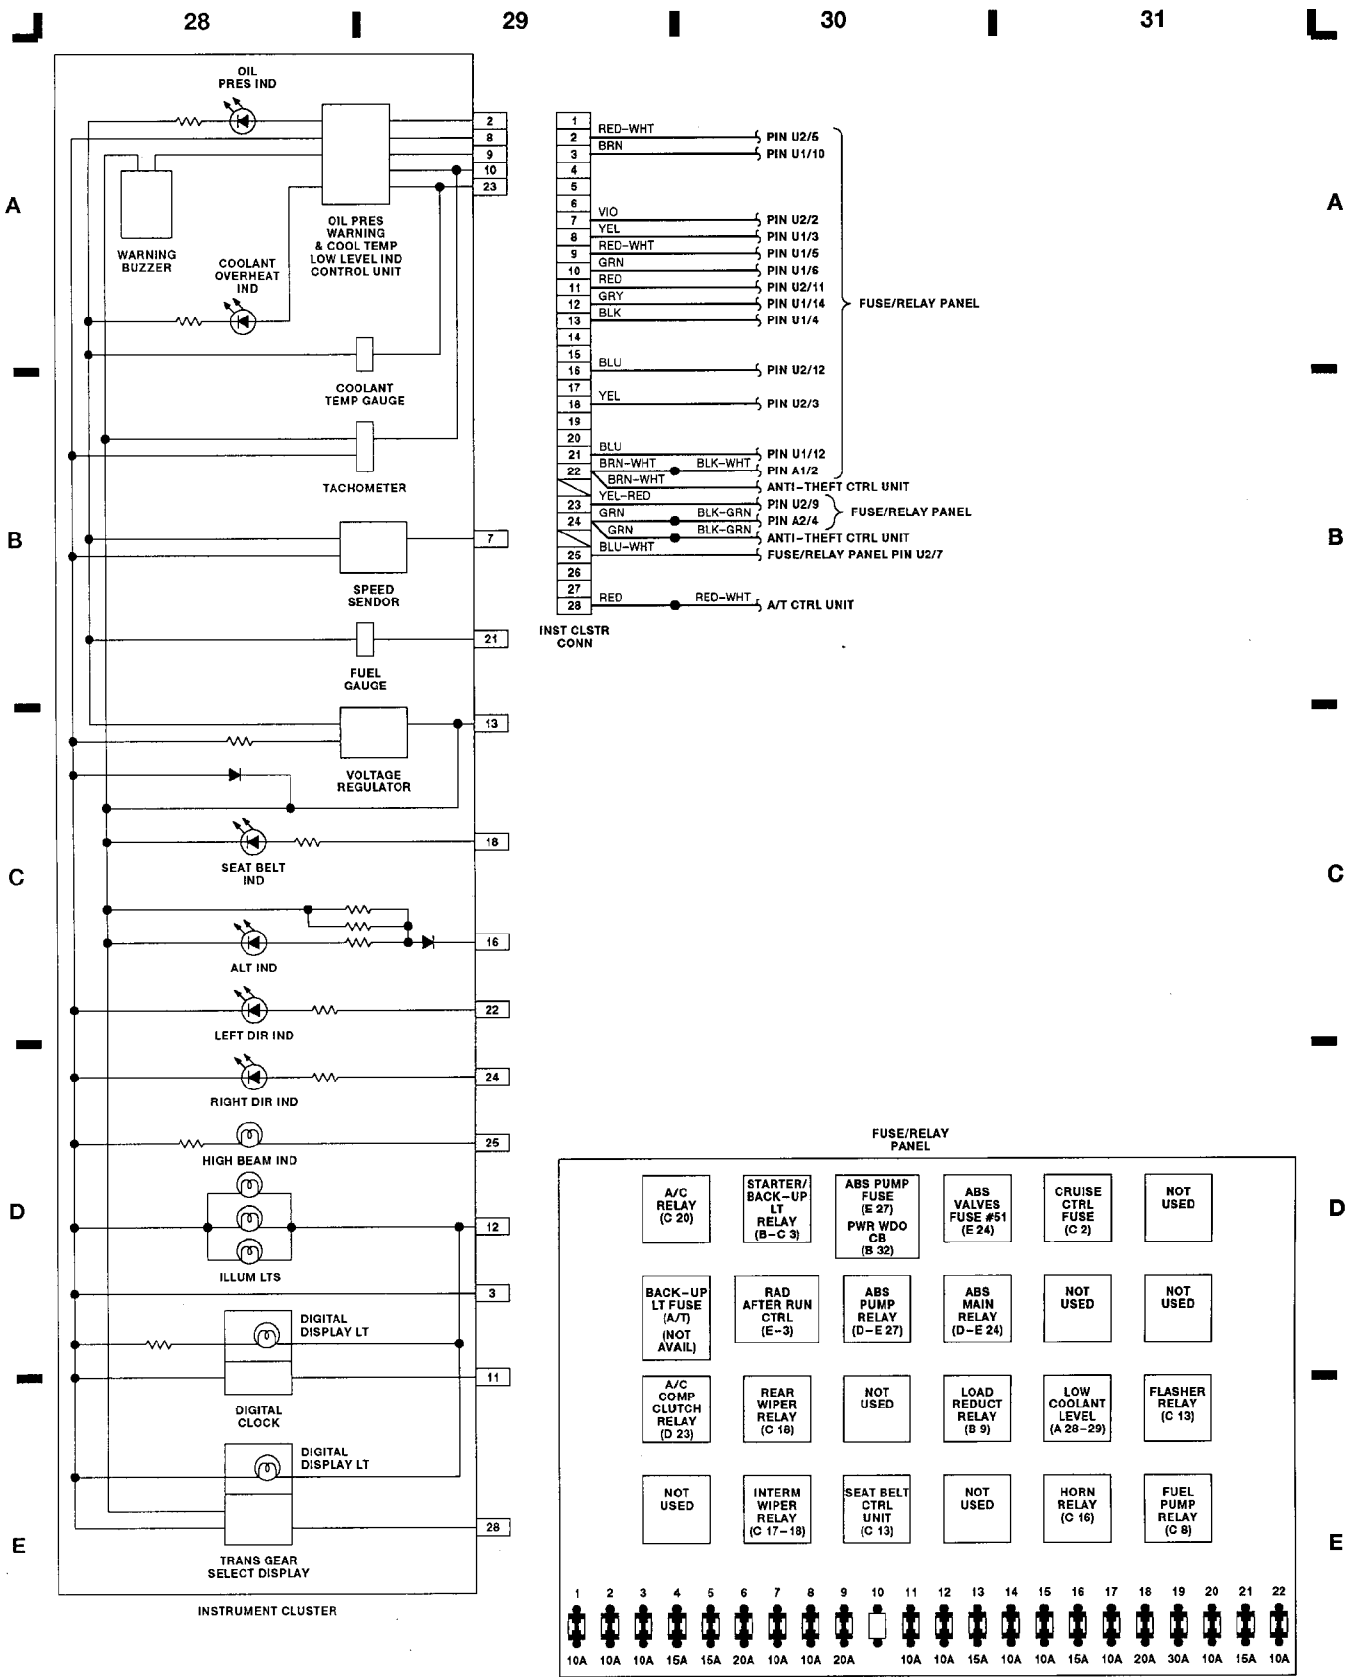 28 29 30 31
A
B
C
D
E
OIL
PRES IND
WARNING
BUZZER
COOLANT
OVERHEAT
IND
OIL PRES
WARNING
& COOL TEMP
LOW LEVEL IND
CONTROL UNIT
2
8
9
10
23
COOLANT
TEMP GAUGE
TACHOMETER
SPEED
SENDOR
7
FUEL
GAUGE
21
VOLTAGE
REGULATOR
13
SEAT BELT
IND
18
ALT IND
16
LEFT DIR IND
22
RIGHT DIR IND
24
HIGH BEAM IND
25
ILLUM LTS
12
3
DIGITAL
DISPLAY LT
DIGITAL
CLOCK
11
DIGITAL
DISPLAY LT
TRANS GEAR
SELECT DISPLAY
28
INSTRUMENT CLUSTER
1
2 RED-WHT PIN U2/5
3 BRN PIN U1/10
4
5
6
7 VIO PIN U2/2
8 YEL PIN U1/3
9 RED-WHT PIN U1/5
10 GRN PIN U1/6
11 RED PIN U2/11
12 GRY PIN U1/14
13 BLK PIN U1/4
FUSE/RELAY PANEL
14
15
16 BLU PIN U2/12
17
18 YEL PIN U2/3
19
20
21 BLU PIN U1/12
22 BRN-WHT BLK-WHT PIN A1/2
BRN-WHT ANTI-THEFT CTRL UNIT
23 YEL-RED PIN U2/9
24 GRN BLK-GRN PIN A2/4
FUSE/RELAY PANEL
GRN BLK-GRN ANTI-THEFT CTRL UNIT
25 BLU-WHT FUSE/RELAY PANEL PIN U2/7
26
27
28 RED RED-WHT A/T CTRL UNIT
INST CLSTR
CONN
A
B
C
D
E
FUSE/RELAY
PANEL
A/C
RELAY
(C 20)
STARTER/
BACK-UP
LT
RELAY
(B-C 3)
ABS PUMP
FUSE
(E 27)
PWR WDO
CB
(B 32)
ABS
VALVES
FUSE #51
(E 24)
CRUISE
CTRL
FUSE
(C 2)
NOT
USED
BACK-UP
LT FUSE
(A/T)
(NOT
AVAIL)
RAD
AFTER RUN
CTRL
(E-3)
ABS
PUMP
RELAY
(D-E 27)
ABS
MAIN
RELAY
(D-E 24)
NOT
USED
NOT
USED
A/C
COMP
CLUTCH
RELAY
(D 23)
REAR
WIPER
RELAY
(C 18)
NOT
USED
LOAD
REDUCT
RELAY
(B 9)
LOW
COOLANT
LEVEL
(A 28-29)
FLASHER
RELAY
(C 13)
NOT
USED
INTERM
WIPER
RELAY
(C 17-18)
SEAT BELT
CTRL
UNIT
(C 13)
NOT
USED
HORN
RELAY
(C 16)
FUEL
PUMP
RELAY
(C 8)
1 2 3 4 5 6 7 8 9 10 11 12 13 14 15 16 17 18 19 20 21 22
10A 10A 10A 15A 15A 20A 10A 10A 20A 10A 10A 15A 10A 10A 15A 10A 20A 30A 10A 15A 10A